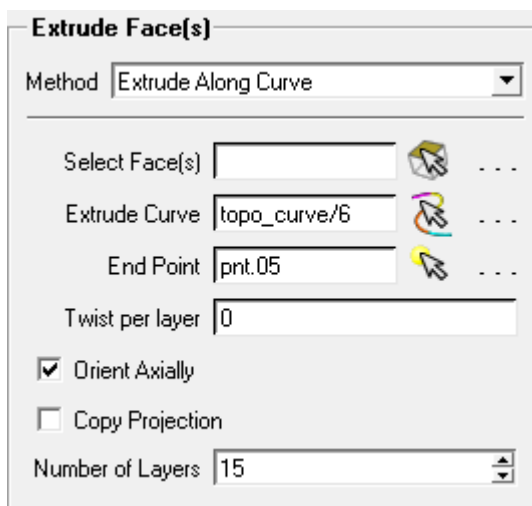 Extrude Face(s)
Method Extrude Along Curve
Select Face(s) . . .
Extrude Curve topo_curve/6 . . .
End Point pnt.05 . . .
Twist per layer 0
Orient Axially
Copy Projection
Number of Layers 15